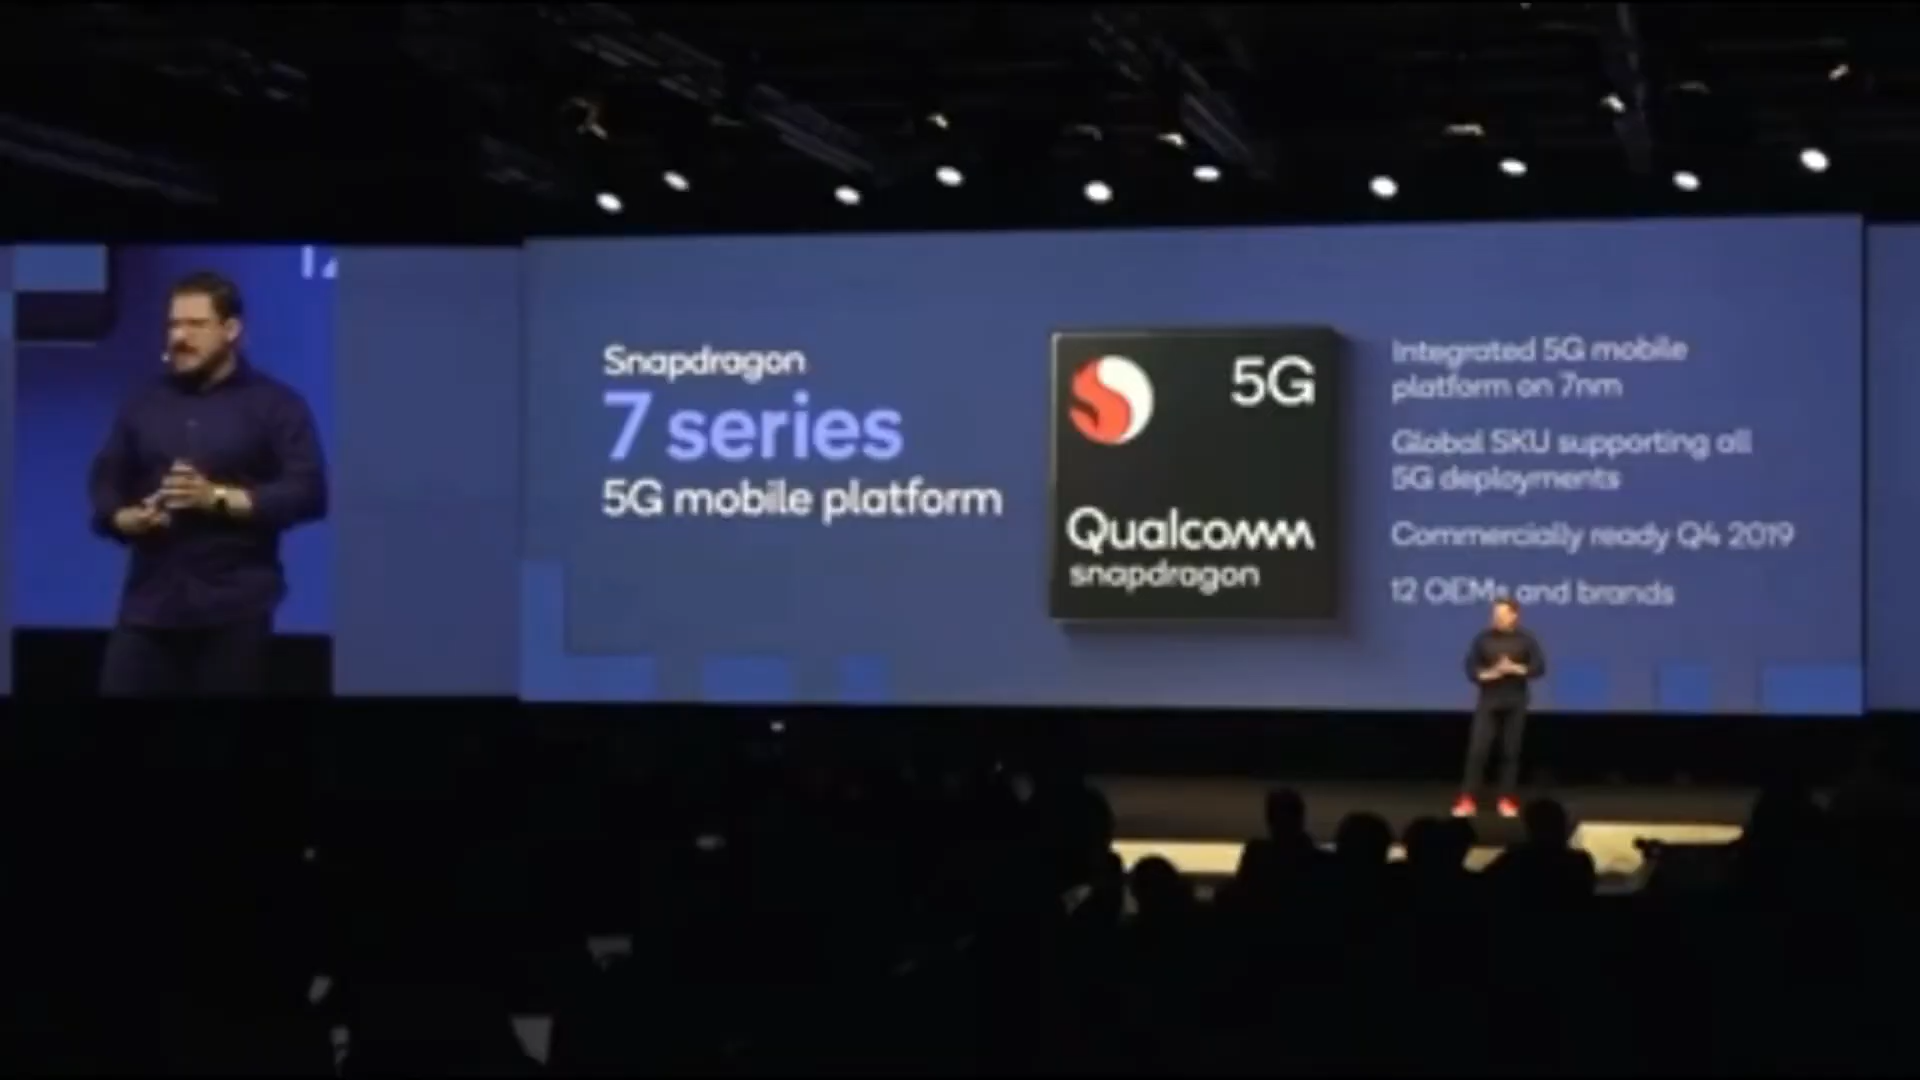 12
Snapdragon
7 series
5G mobile platform
5G
Qualcomm
snapdragon
Integrated 5G mobile
platform on 7nm
Global SKU supporting all
5G deployments
Commercially ready Q4 2019
12 OEMs and brands